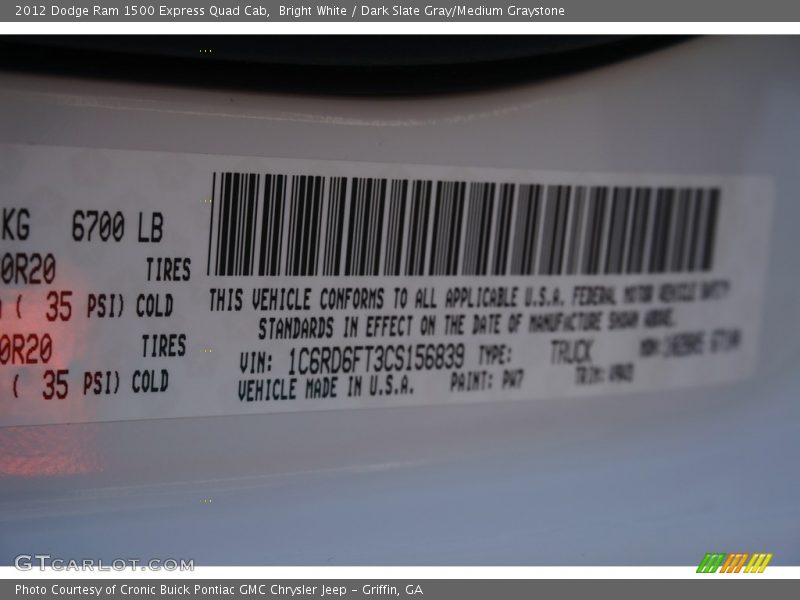 2012 Dodge Ram 1500 Express Quad Cab, Bright White / Dark Slate Gray/Medium Graystone
KG 6700 LB
0R20 TIRES
( 35 PSI) COLD
0R20 TIRES
( 35 PSI) COLD
THIS VEHICLE CONFORMS TO ALL APPLICABLE U.S.A. FEDERAL MOTOR VEHICLE SAFETY
STANDARDS IN EFFECT ON THE DATE OF MANUFACTURE SHOWN ABOVE.
VIN: 1C6RD6FT3CS156839 TYPE: TRUCK
VEHICLE MADE IN U.S.A. PAINT: PW7 TRIM:
GTCARLOT.COM
Photo Courtesy of Cronic Buick Pontiac GMC Chrysler Jeep - Griffin, GA